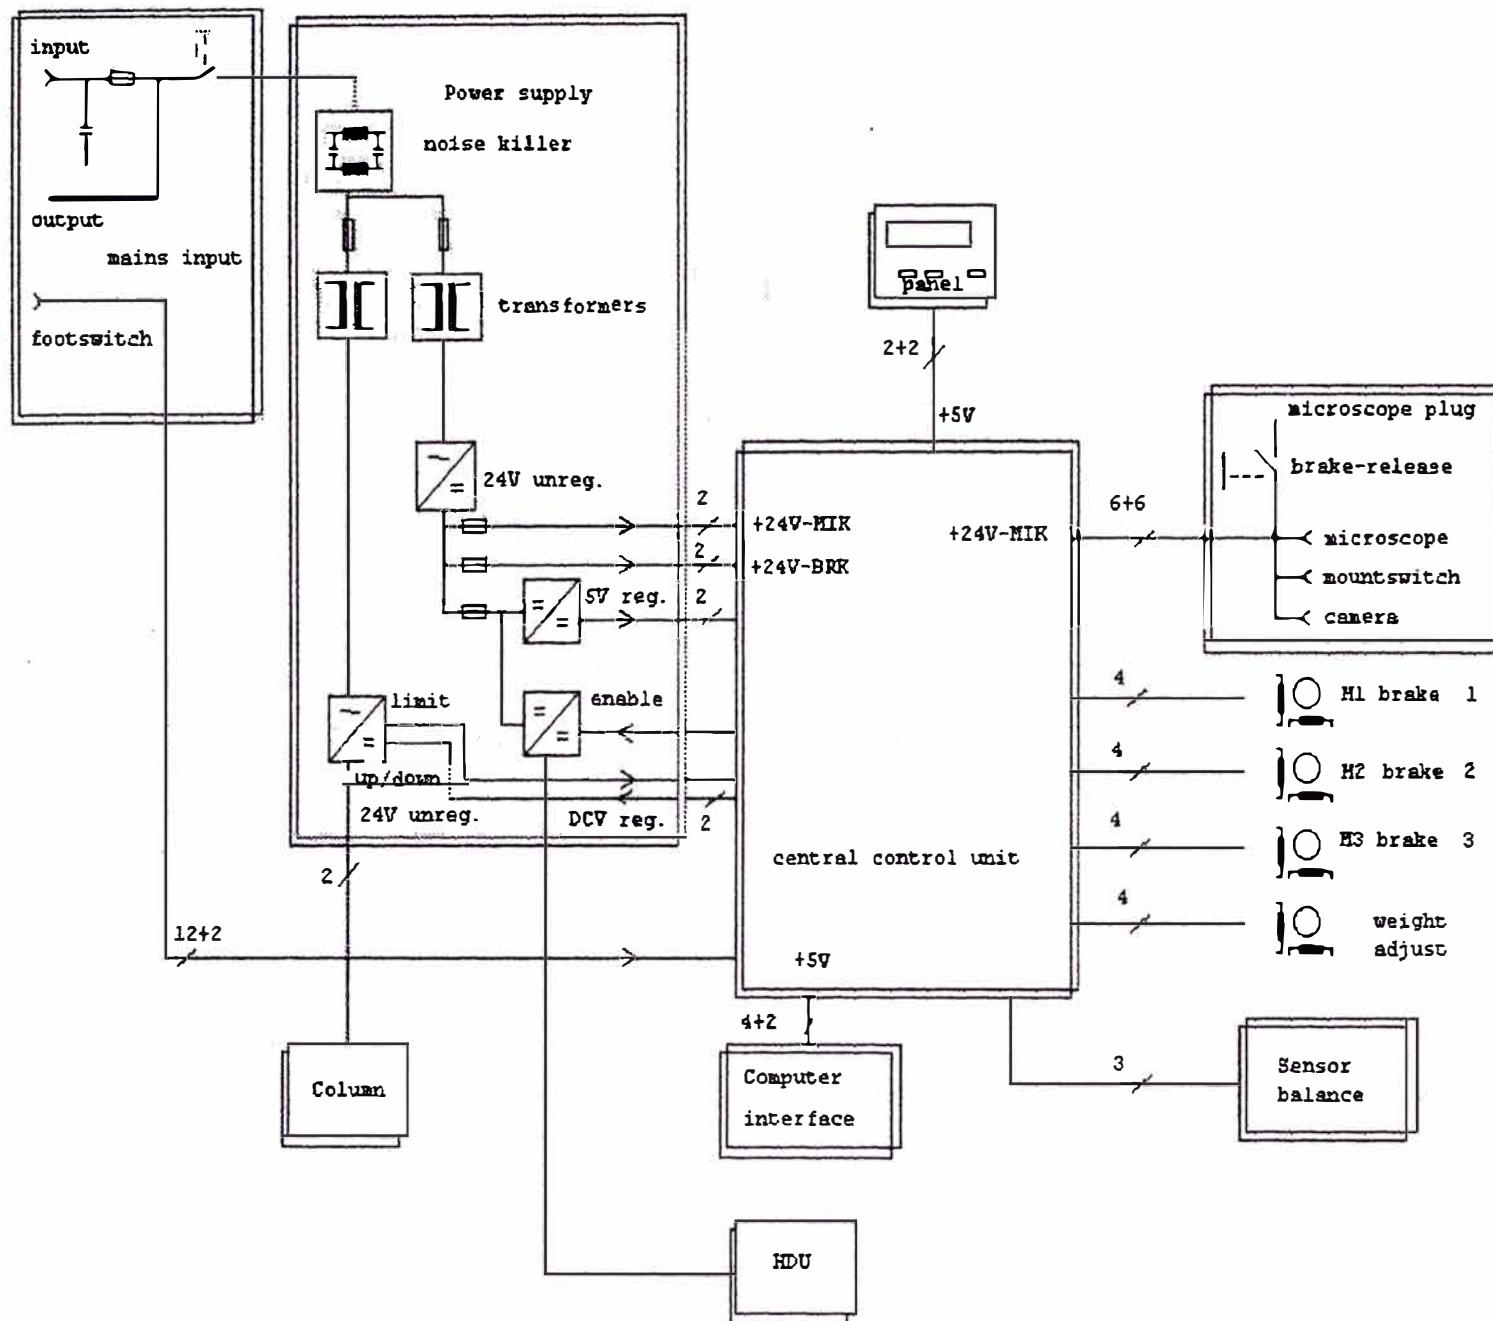 input
output
mains input
footswitch
Power supply
noise killer
transformers
24V unreg.
5V reg.
limit
enable
up/down
24V unreg.
DCV reg.
2
2
2
2
2
12+2
panel
2+2
+5V
+24V-MIK
+24V-BRK
+24V-MIK
central control unit
+5V
6+6
microscope plug
brake-release
microscope
mountswitch
camera
4
M1 brake 1
4
M2 brake 2
4
M3 brake 3
4
weight
adjust
4+2
3
Column
Computer
interface
Sensor
balance
HDU